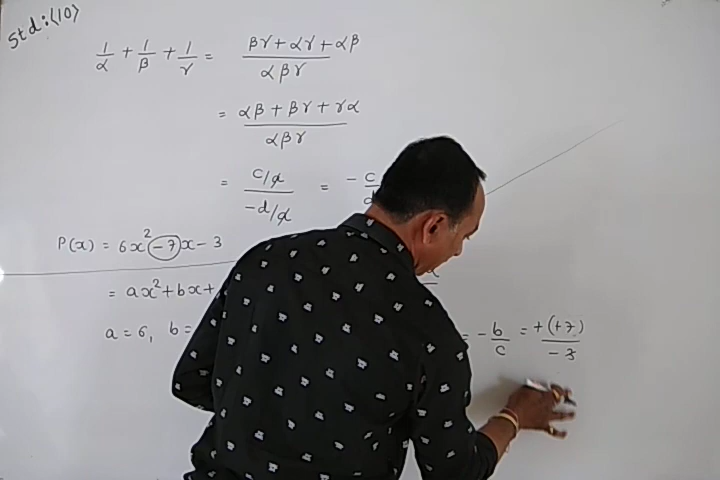 Std:(10)
1/α + 1/β + 1/γ = βγ + αγ + αβ / αβγ
= αβ + βγ + γα / αβγ
= c/a / -d/a = -c/d
P(x) = 6x² - 7x - 3
= ax² + bx +
a = 6, b =
= -b/c = +(+7)/-3